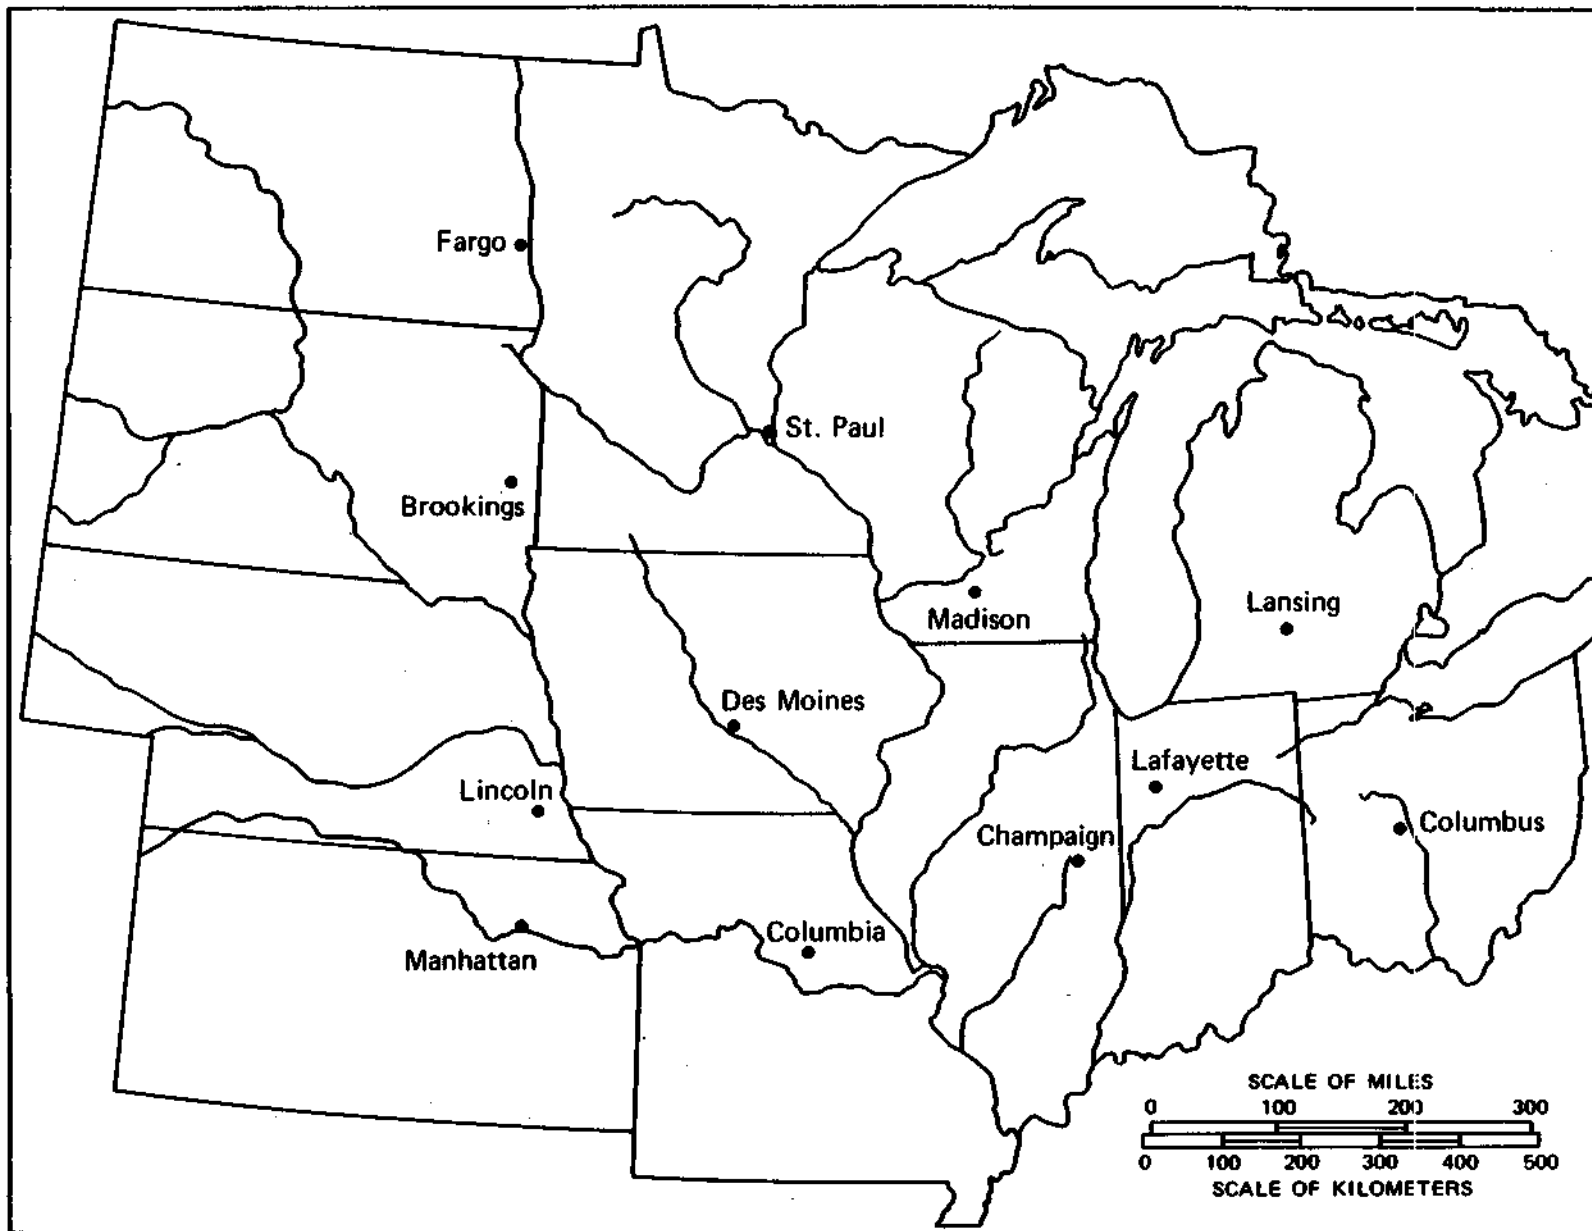 Fargo
St. Paul
Brookings
Madison
Lansing
Des Moines
Lafayette
Lincoln
Champaign
Columbus
Columbia
Manhattan
SCALE OF MILES
0 100 200 300
0 100 200 300 400 500
SCALE OF KILOMETERS